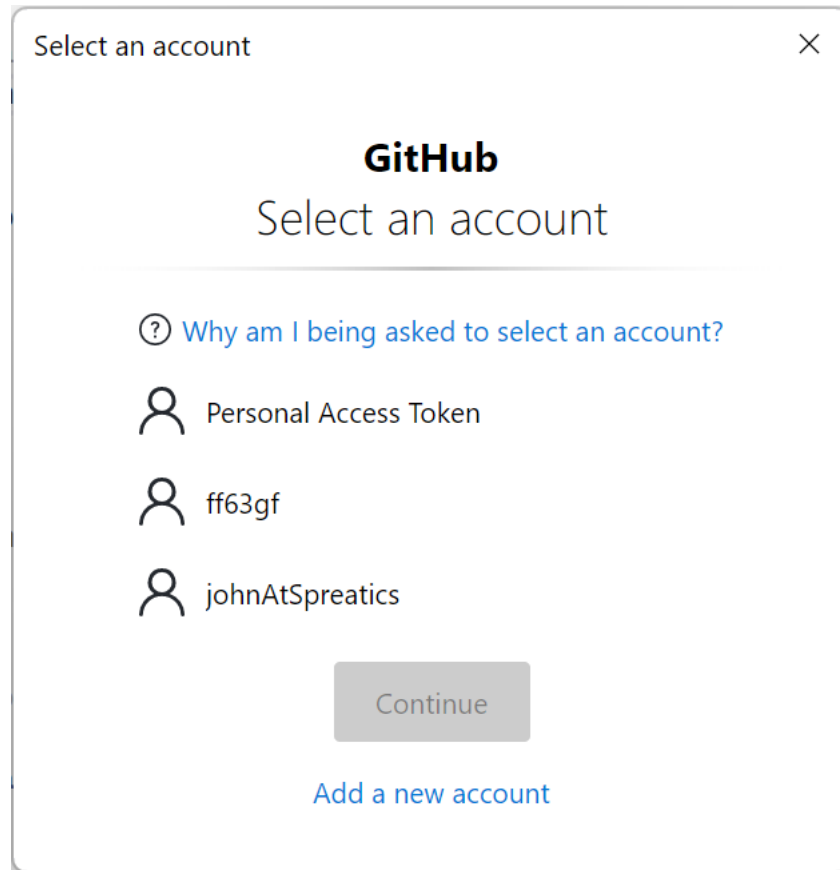 Select an account
GitHub
Select an account
Why am I being asked to select an account?
Personal Access Token
ff63gf
johnAtSpreatics
Continue
Add a new account